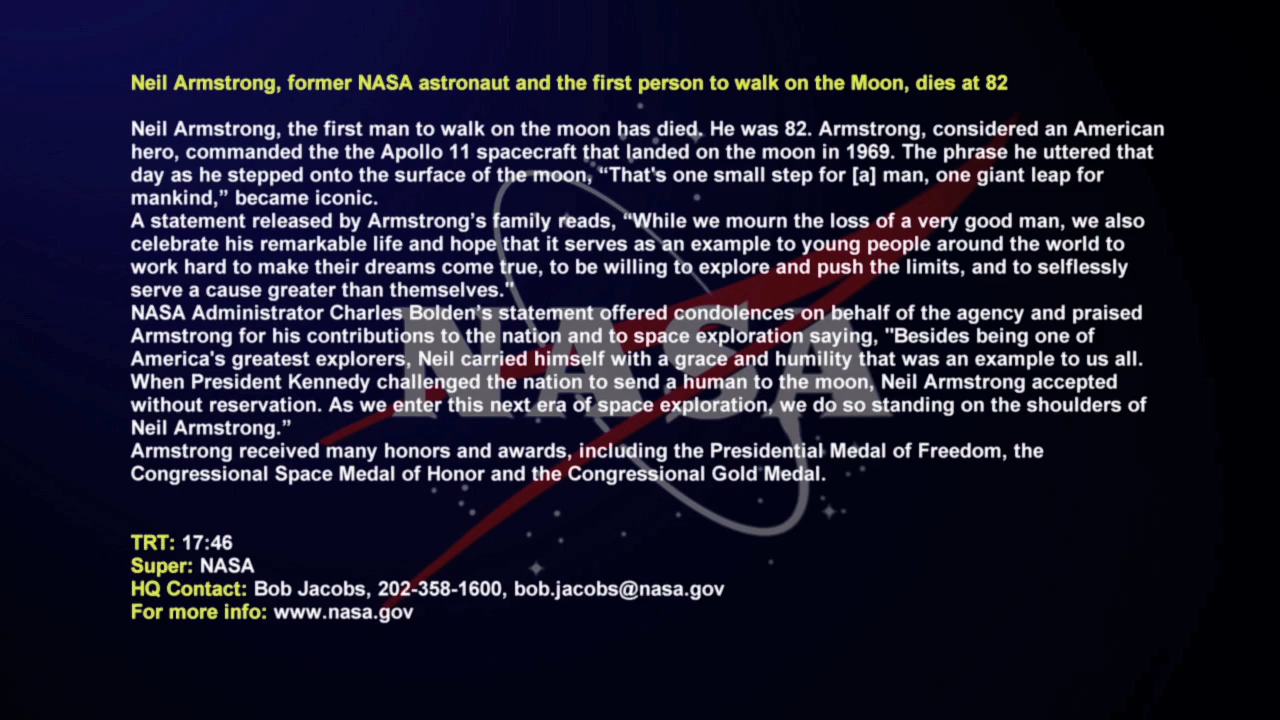 Neil Armstrong, former NASA astronaut and the first person to walk on the Moon, dies at 82
Neil Armstrong, the first man to walk on the moon has died. He was 82. Armstrong, considered an American
hero, commanded the the Apollo 11 spacecraft that landed on the moon in 1969. The phrase he uttered that
day as he stepped onto the surface of the moon, “That's one small step for [a] man, one giant leap for
mankind,” became iconic.
A statement released by Armstrong’s family reads, “While we mourn the loss of a very good man, we also
celebrate his remarkable life and hope that it serves as an example to young people around the world to
work hard to make their dreams come true, to be willing to explore and push the limits, and to selflessly
serve a cause greater than themselves."
NASA Administrator Charles Bolden’s statement offered condolences on behalf of the agency and praised
Armstrong for his contributions to the nation and to space exploration saying, "Besides being one of
America's greatest explorers, Neil carried himself with a grace and humility that was an example to us all.
When President Kennedy challenged the nation to send a human to the moon, Neil Armstrong accepted
without reservation. As we enter this next era of space exploration, we do so standing on the shoulders of
Neil Armstrong.”
Armstrong received many honors and awards, including the Presidential Medal of Freedom, the
Congressional Space Medal of Honor and the Congressional Gold Medal.
NASA
TRT: 17:46
Super: NASA
HQ Contact: Bob Jacobs, 202-358-1600, bob.jacobs@nasa.gov
For more info: www.nasa.gov